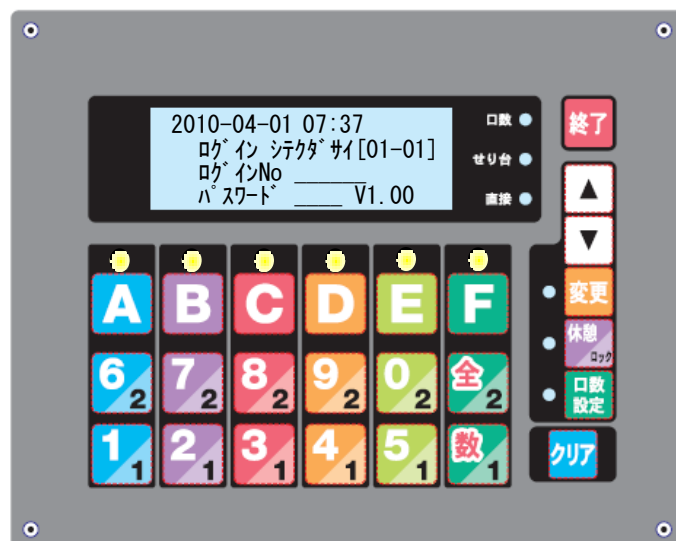 2010-04-01 07:37
ﾛｸﾞｲﾝ ｼﾃｸﾀﾞｻｲ[01-01]
ﾛｸﾞｲﾝNo ______
ﾊﾟｽﾜｰﾄﾞ ____ V1.00
口数
せり台
直接
終了
▲
▼
変更
休憩
ロック
口数
設定
クリア
A B C D E F
6 2 7 2 8 2 9 2 0 2 全 2
1 1 2 1 3 1 4 1 5 1 数 1